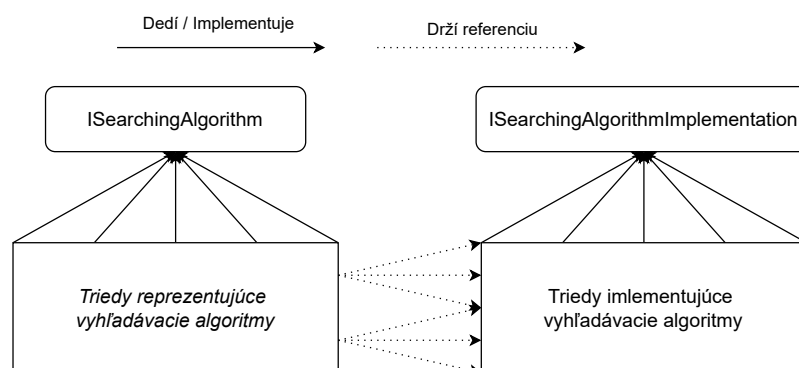 Dedí / Implementuje
Drží referenciu
ISearchingAlgorithm
ISearchingAlgorithmImplementation
Triedy reprezentujúce
vyhľadávacie algoritmy
Triedy imlementujúce
vyhľadávacie algoritmy